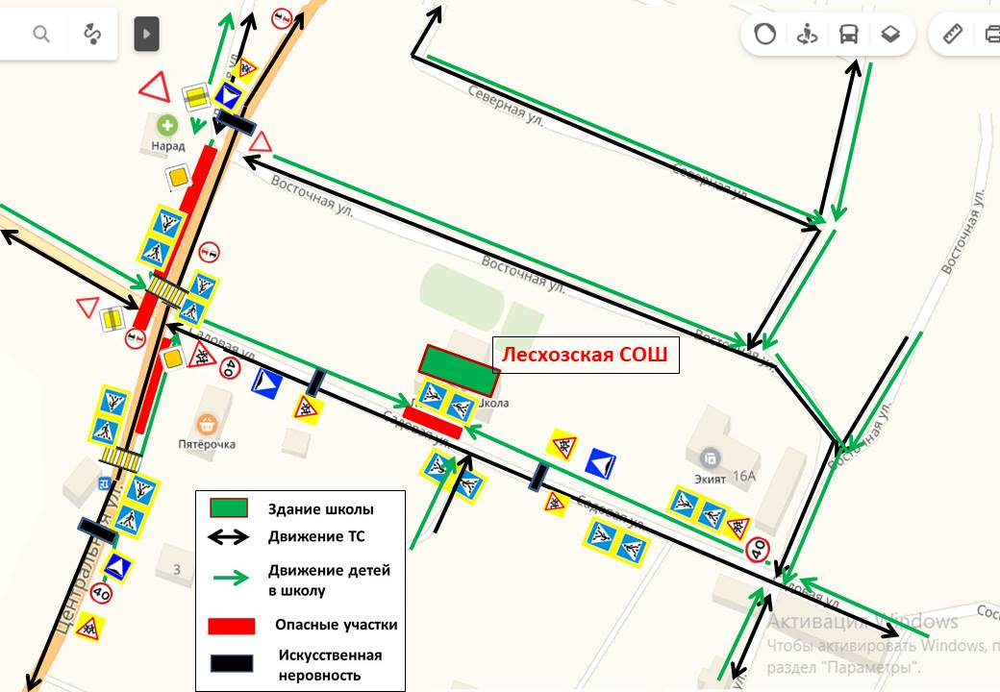 Нарад
Северная ул.
Северная ул.
Восточная ул.
Восточная ул.
Восточная ул.
Восточная ул.
Восточная ул.
Садовая ул.
Лесхозская СОШ
Пятёрочка
40
Садовая ул.
Экият
16А
Садовая ул.
40
Садовая ул.
Центральная ул.
3
40
Здание школы
Движение ТС
Движение детей
в школу
Опасные участки
Искусственная
неровность
Активация Windows
Чтобы активировать Windows, п
раздел "Параметры".